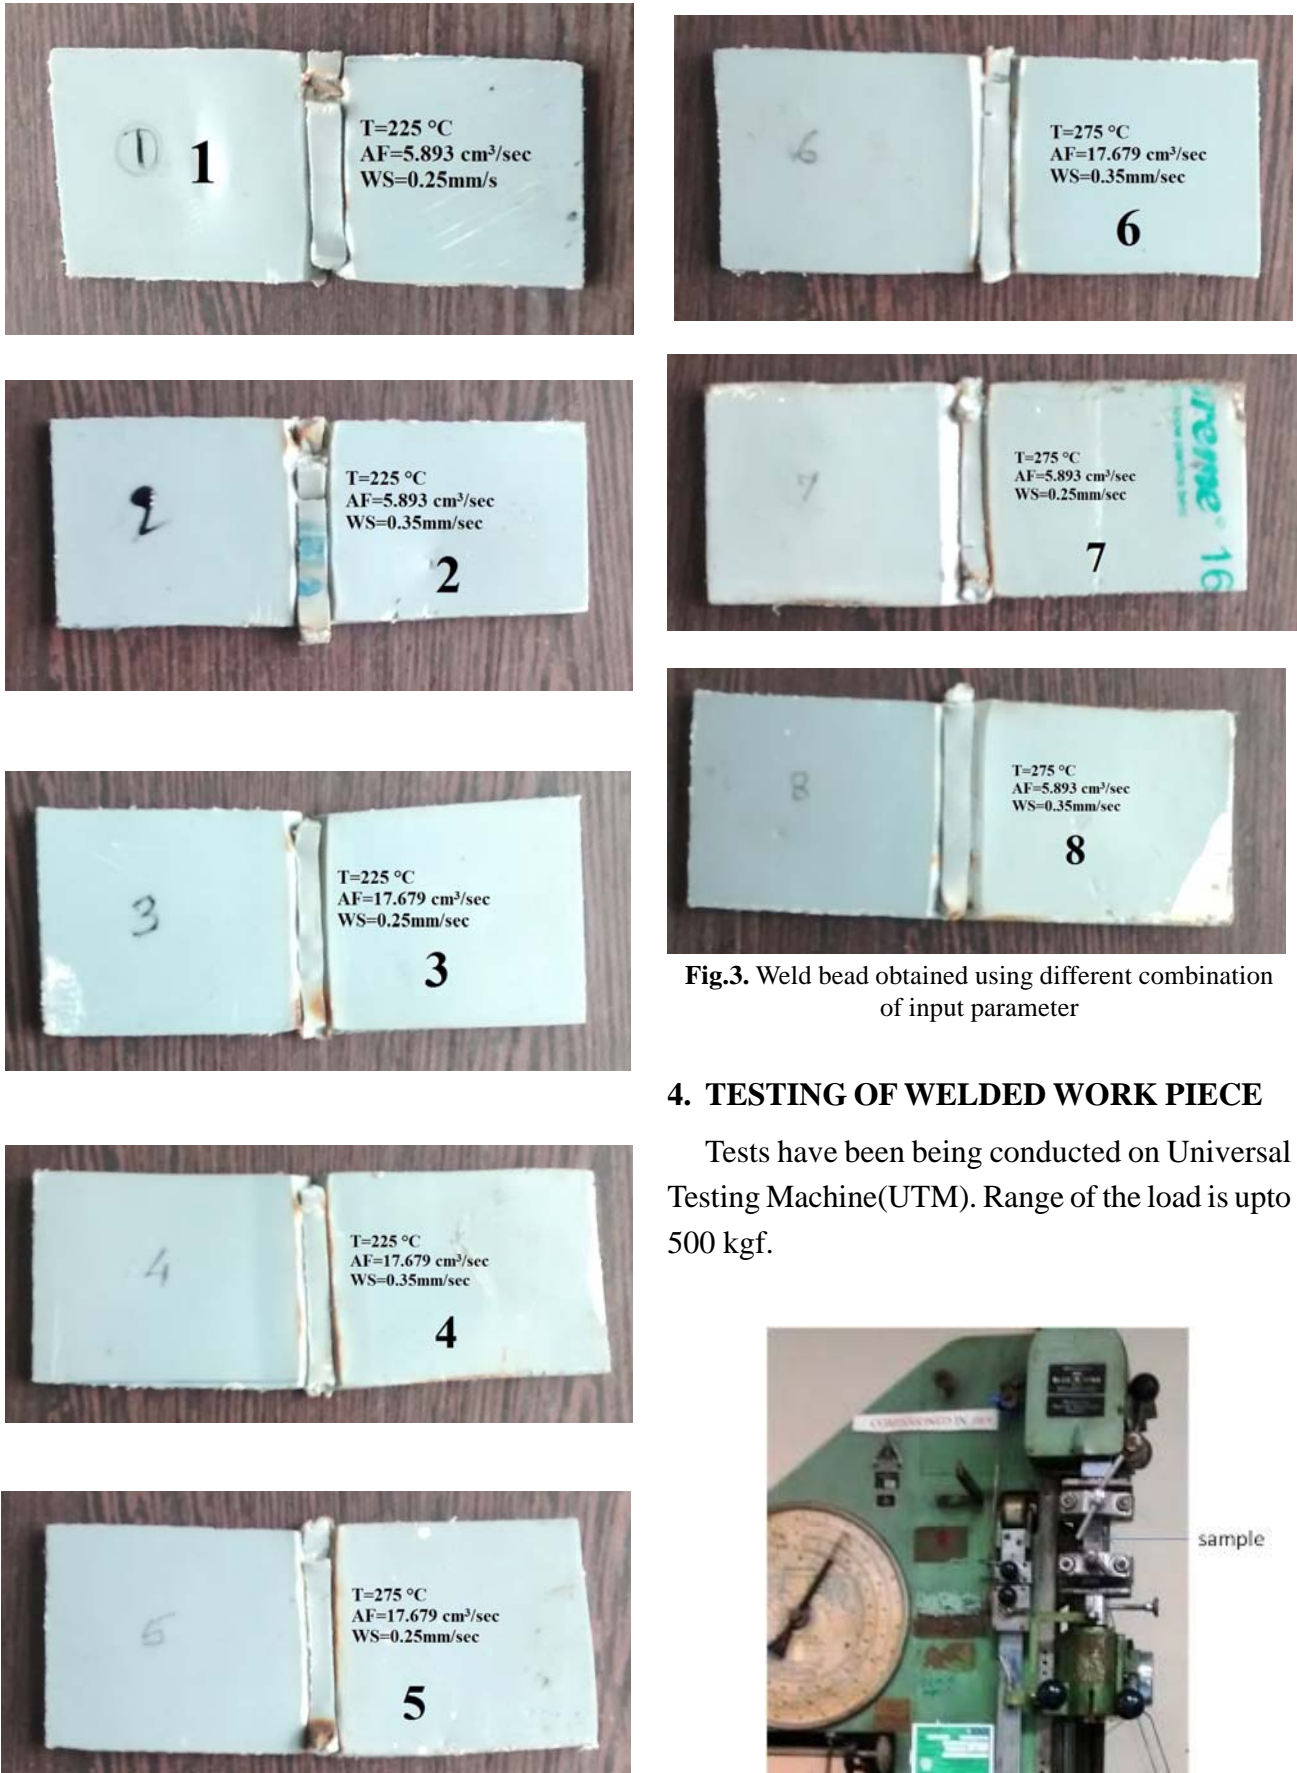 1
1
T=225 °C
AF=5.893 cm³/sec
WS=0.25mm/s
2
T=225 °C
AF=5.893 cm³/sec
WS=0.35mm/sec
2
3
T=225 °C
AF=17.679 cm³/sec
WS=0.25mm/sec
3
4
T=225 °C
AF=17.679 cm³/sec
WS=0.35mm/sec
4
5
T=275 °C
AF=17.679 cm³/sec
WS=0.25mm/sec
5
6
T=275 °C
AF=17.679 cm³/sec
WS=0.35mm/sec
6
7
T=275 °C
AF=5.893 cm³/sec
WS=0.25mm/sec
7
reme® 16
8
T=275 °C
AF=5.893 cm³/sec
WS=0.35mm/sec
8
Fig.3. Weld bead obtained using different combination
of input parameter
4. TESTING OF WELDED WORK PIECE
Tests have been being conducted on Universal
Testing Machine(UTM). Range of the load is upto
500 kgf.
sample